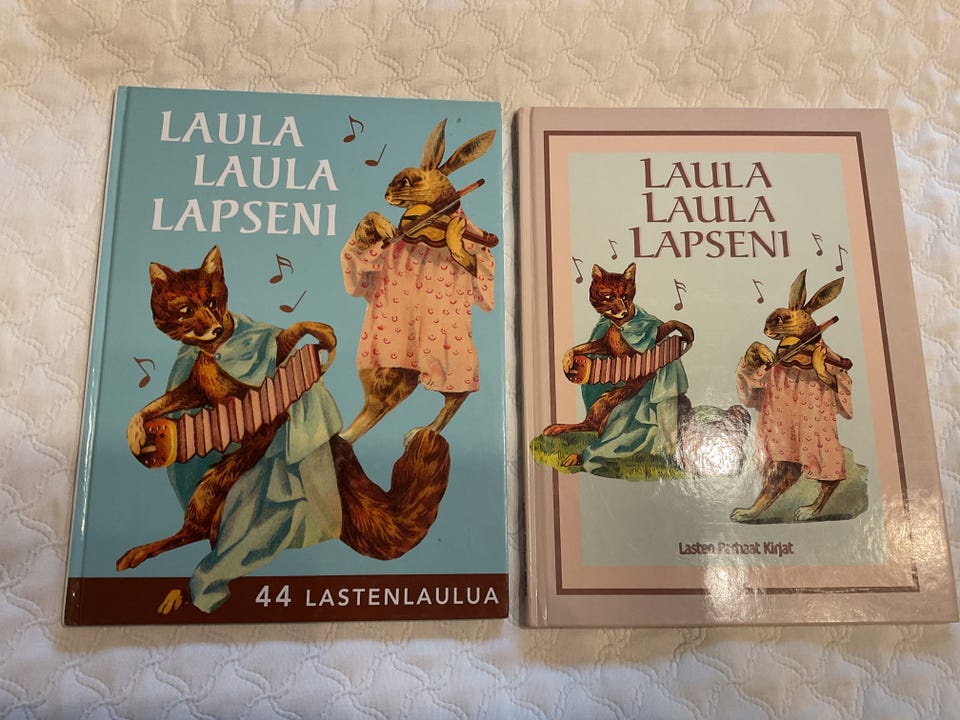 LAULA
LAULA
LAPSENI
44 LASTENLAULUA
LAULA
LAULA
LAPSENI
Lasten Parhaat Kirjat